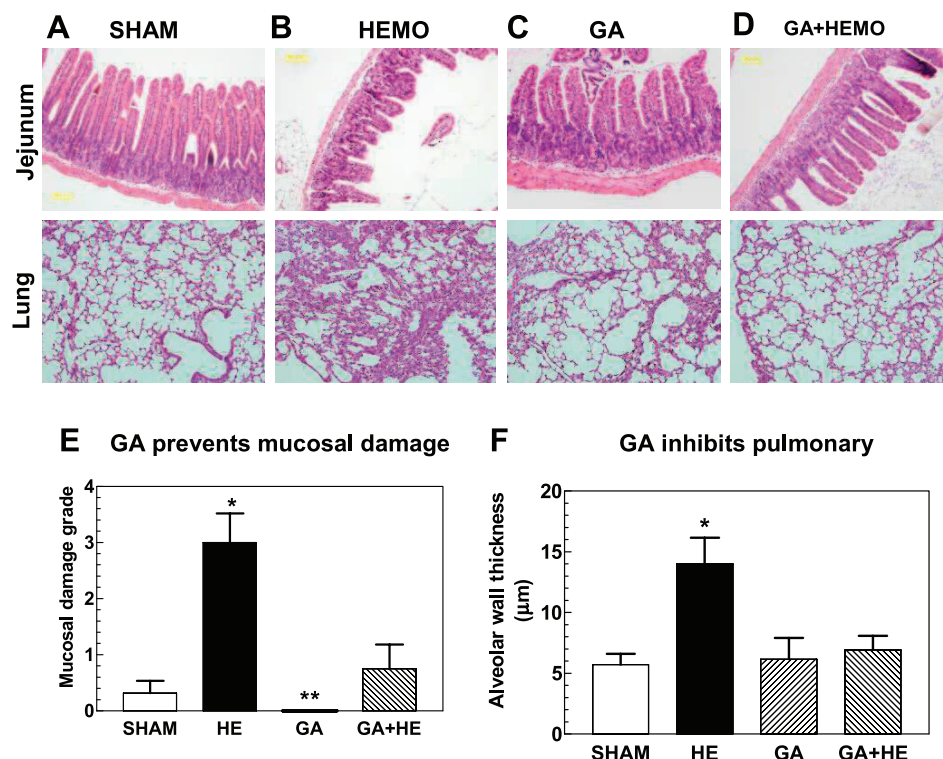 A SHAM
B HEMO
C GA
D GA+HEMO
Jejunum
Lung
E GA prevents mucosal damage
Mucosal damage grade
4
3
2
1
0
*
**
SHAM HE GA GA+HE
F GA inhibits pulmonary
Alveolar wall thickness
(μm)
20
15
10
5
0
*
SHAM HE GA GA+HE